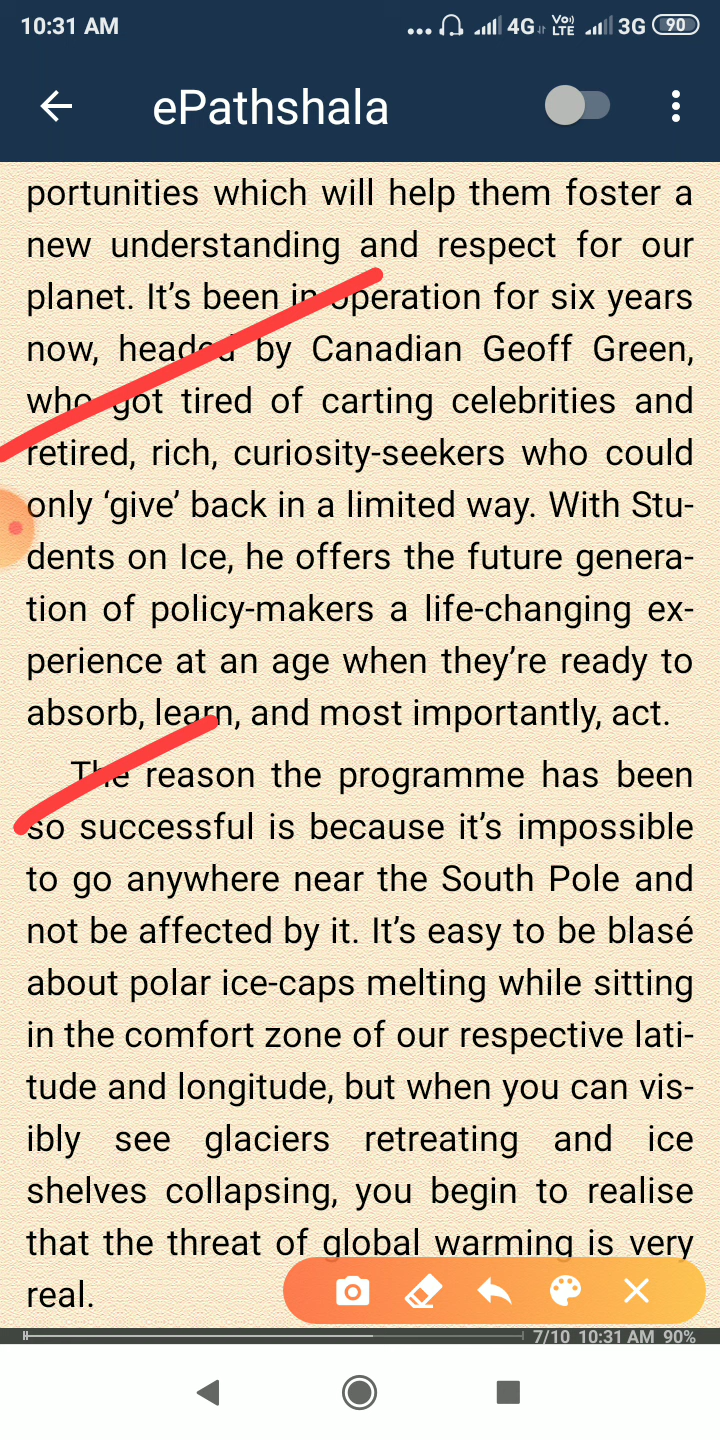 10:31 AM
4G
Vo))
LTE
3G
90
ePathshala
portunities which will help them foster a
new understanding and respect for our
planet. It's been in operation for six years
now, headed by Canadian Geoff Green,
who got tired of carting celebrities and
retired, rich, curiosity-seekers who could
only ‘give’ back in a limited way. With Stu-
dents on Ice, he offers the future genera-
tion of policy-makers a life-changing ex-
perience at an age when they’re ready to
absorb, learn, and most importantly, act.
The reason the programme has been
so successful is because it’s impossible
to go anywhere near the South Pole and
not be affected by it. It’s easy to be blasé
about polar ice-caps melting while sitting
in the comfort zone of our respective lati-
tude and longitude, but when you can vis-
ibly see glaciers retreating and ice
shelves collapsing, you begin to realise
that the threat of global warming is very
real.
7/10 10:31 AM 90%